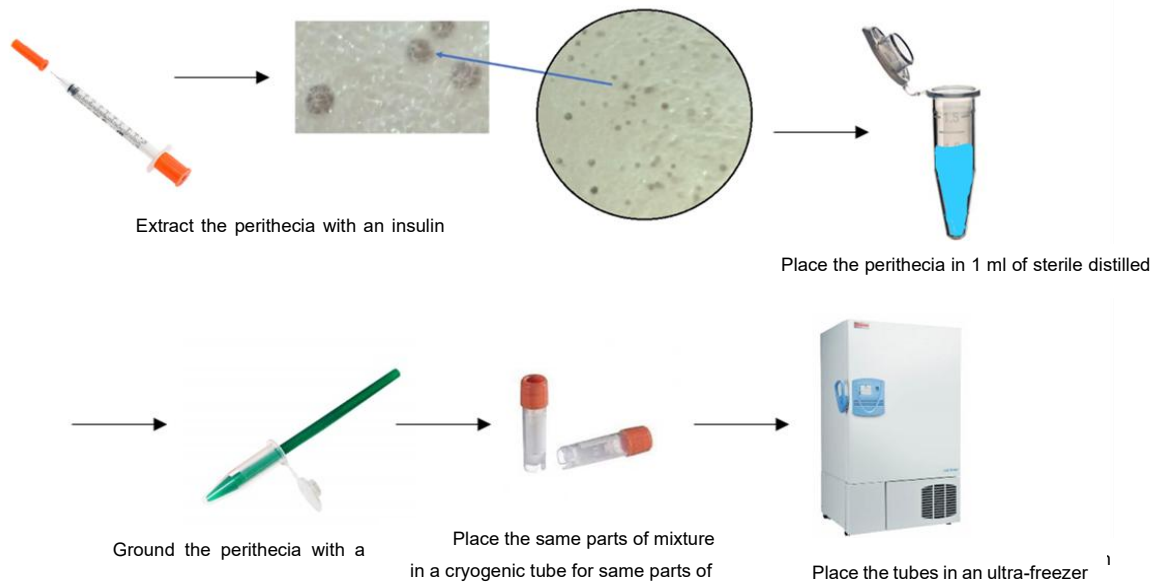 Extract the perithecia with an insulin
1.5
Place the perithecia in 1 ml of sterile distilled
Ground the perithecia with a
Place the same parts of mixture
in a cryogenic tube for same parts of
Place the tubes in an ultra-freezer